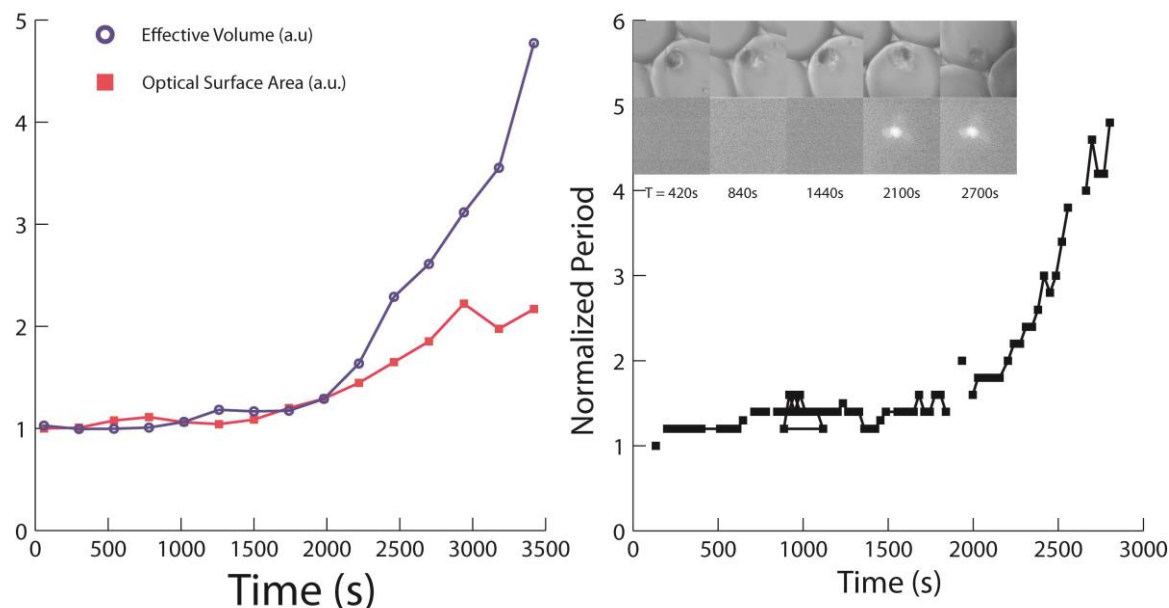 5
4
3
2
1
0
Effective Volume (a.u)
Optical Surface Area (a.u.)
0 500 1000 1500 2000 2500 3000 3500
Time (s)
Normalized Period
6
5
4
3
2
1
0
T = 420s 840s 1440s 2100s 2700s
0 500 1000 1500 2000 2500 3000
Time (s)